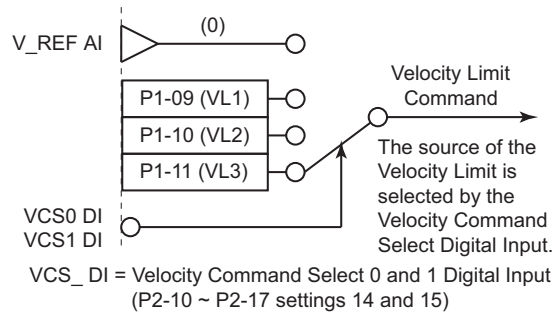 V_REF AI
(0)
P1-09 (VL1)
P1-10 (VL2)
P1-11 (VL3)
VCS0 DI
VCS1 DI
Velocity Limit
Command
The source of the
Velocity Limit is
selected by the
Velocity Command
Select Digital Input.
VCS_ DI = Velocity Command Select 0 and 1 Digital Input
(P2-10 ~ P2-17 settings 14 and 15)